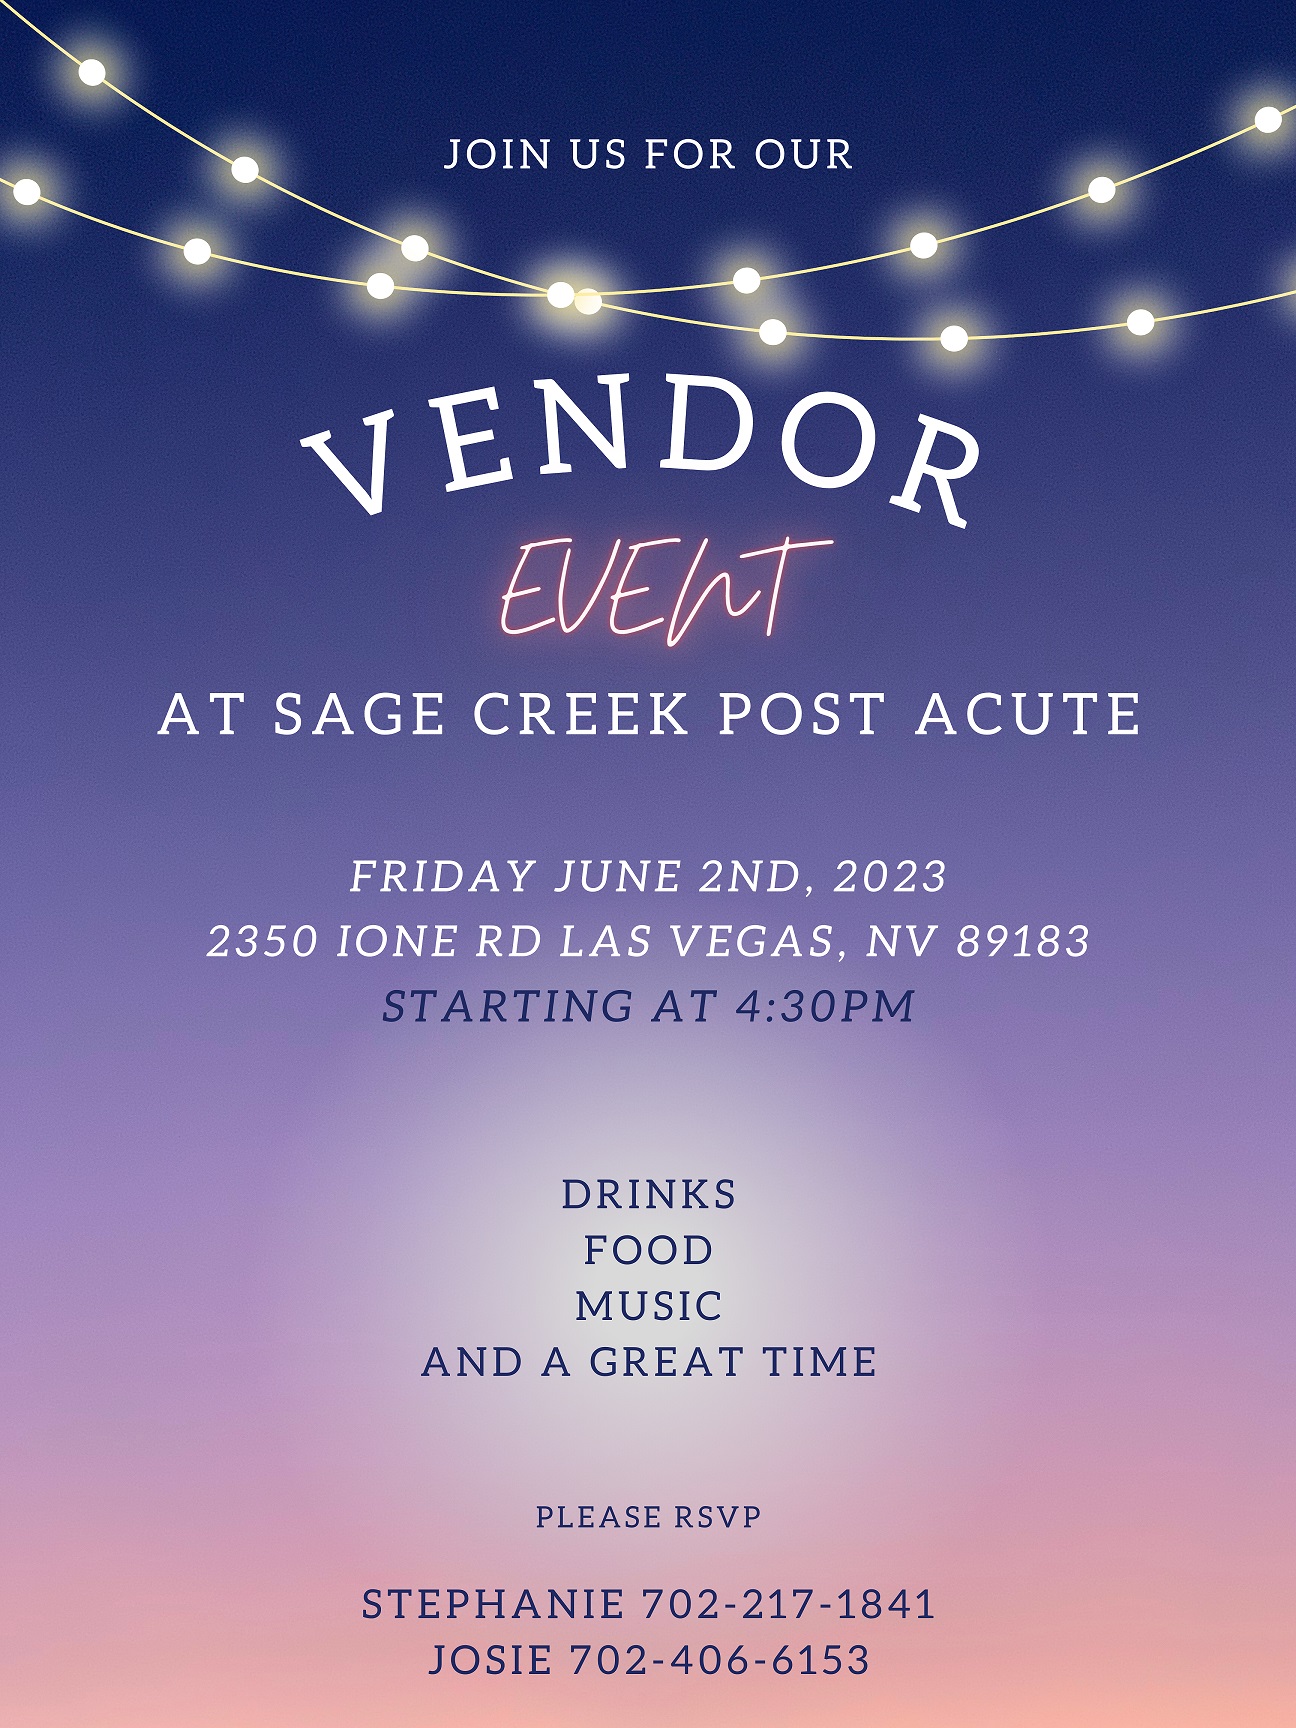 JOIN US FOR OUR
VENDOR
EVENT
AT SAGE CREEK POST ACUTE
FRIDAY JUNE 2ND, 2023
2350 IONE RD LAS VEGAS, NV 89183
STARTING AT 4:30PM
DRINKS
FOOD
MUSIC
AND A GREAT TIME
PLEASE RSVP
STEPHANIE 702-217-1841
JOSIE 702-406-6153